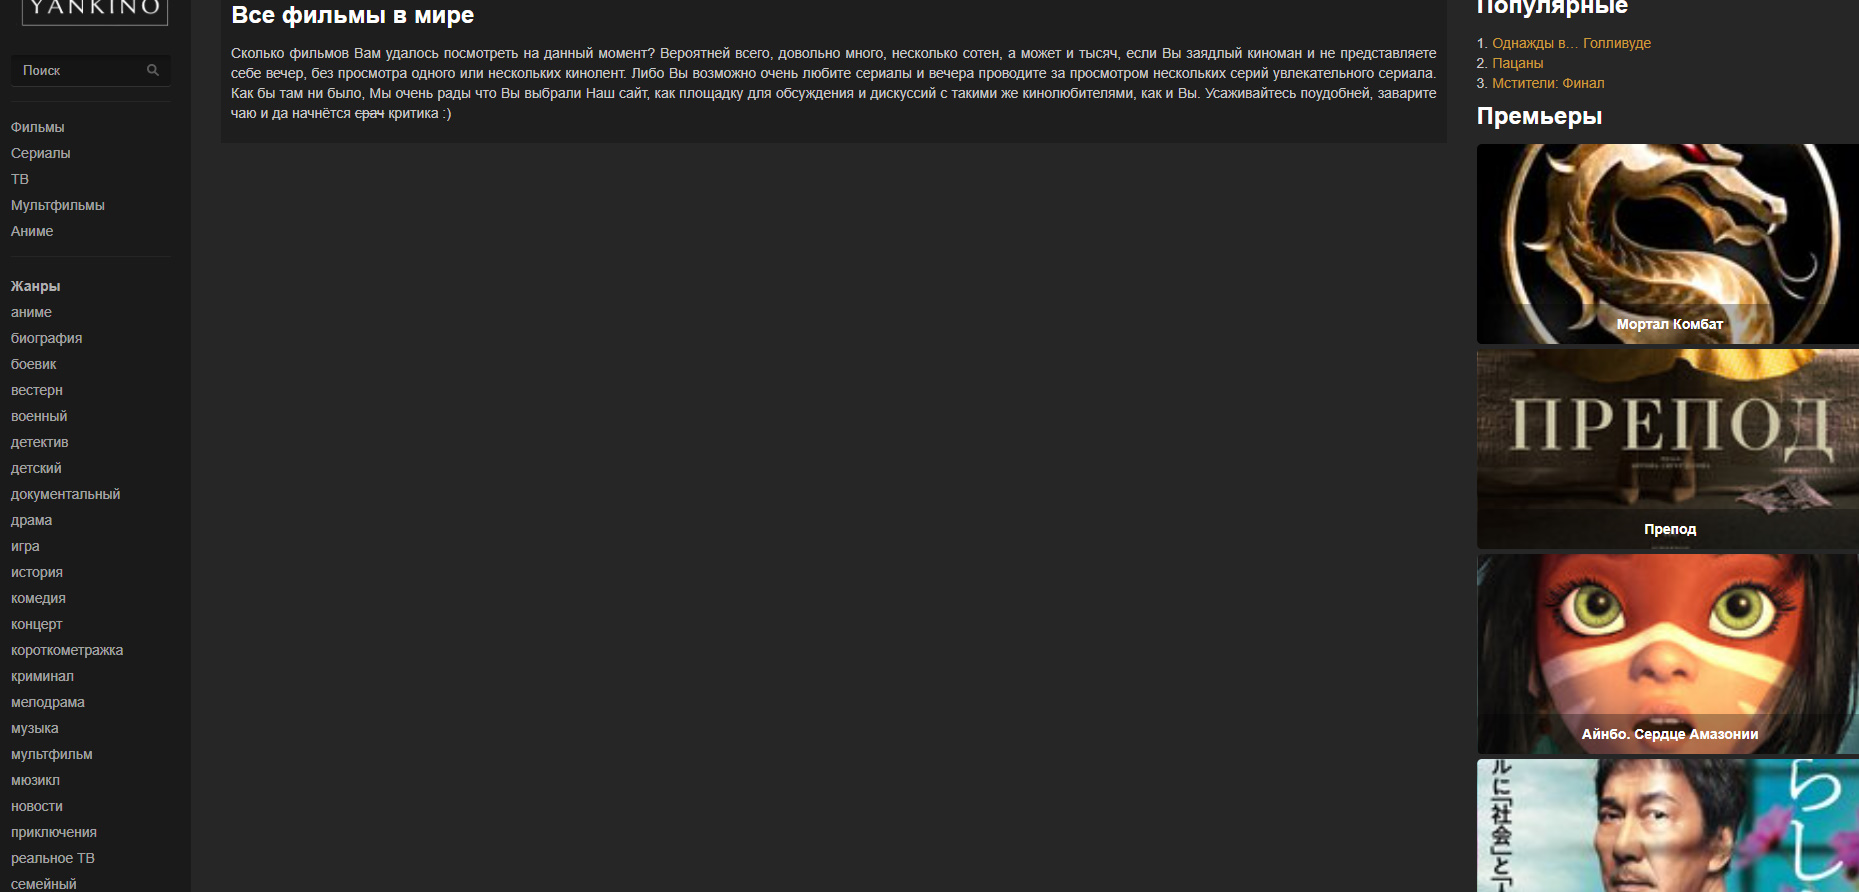 YANKINO
Поиск
Фильмы
Сериалы
ТВ
Мультфильмы
Аниме
Жанры
аниме
биография
боевик
вестерн
военный
детектив
детский
документальный
драма
игра
история
комедия
концерт
короткометражка
криминал
мелодрама
музыка
мультфильм
мюзикл
новости
приключения
реальное ТВ
семейный
Все фильмы в мире
Сколько фильмов Вам удалось посмотреть на данный момент? Вероятней всего, довольно много, несколько сотен, а может и тысяч, если Вы заядлый киноман и не представляете
себе вечер, без просмотра одного или нескольких кинолент. Либо Вы возможно очень любите сериалы и вечера проводите за просмотром нескольких серий увлекательного сериала.
Как бы там ни было, Мы очень рады что Вы выбрали Наш сайт, как площадку для обсуждения и дискуссий с такими же кинолюбителями, как и Вы. Усаживайтесь поудобней, заварите
чаю и да начнётся срач критика :)
Популярные
1. Однажды в… Голливуде
2. Пацаны
3. Мстители: Финал
Премьеры
Мортал Комбат
ПРЕПОД
Препод
Айнбо. Сердце Амазонии
ルに「社会」と
らし